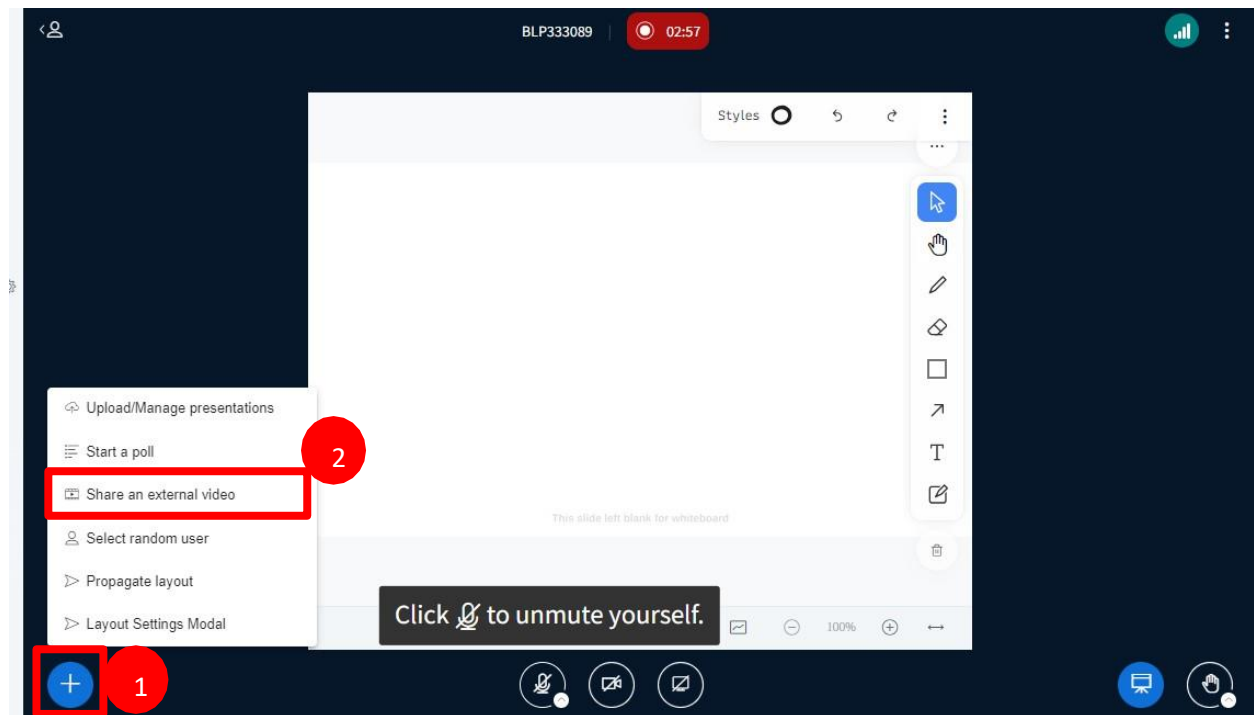 BLP333089
02:57
Styles
Upload/Manage presentations
Start a poll
2
Share an external video
This slide left blank for whiteboard
Select random user
Propagate layout
Click to unmute yourself.
Layout Settings Modal
100%
1
T